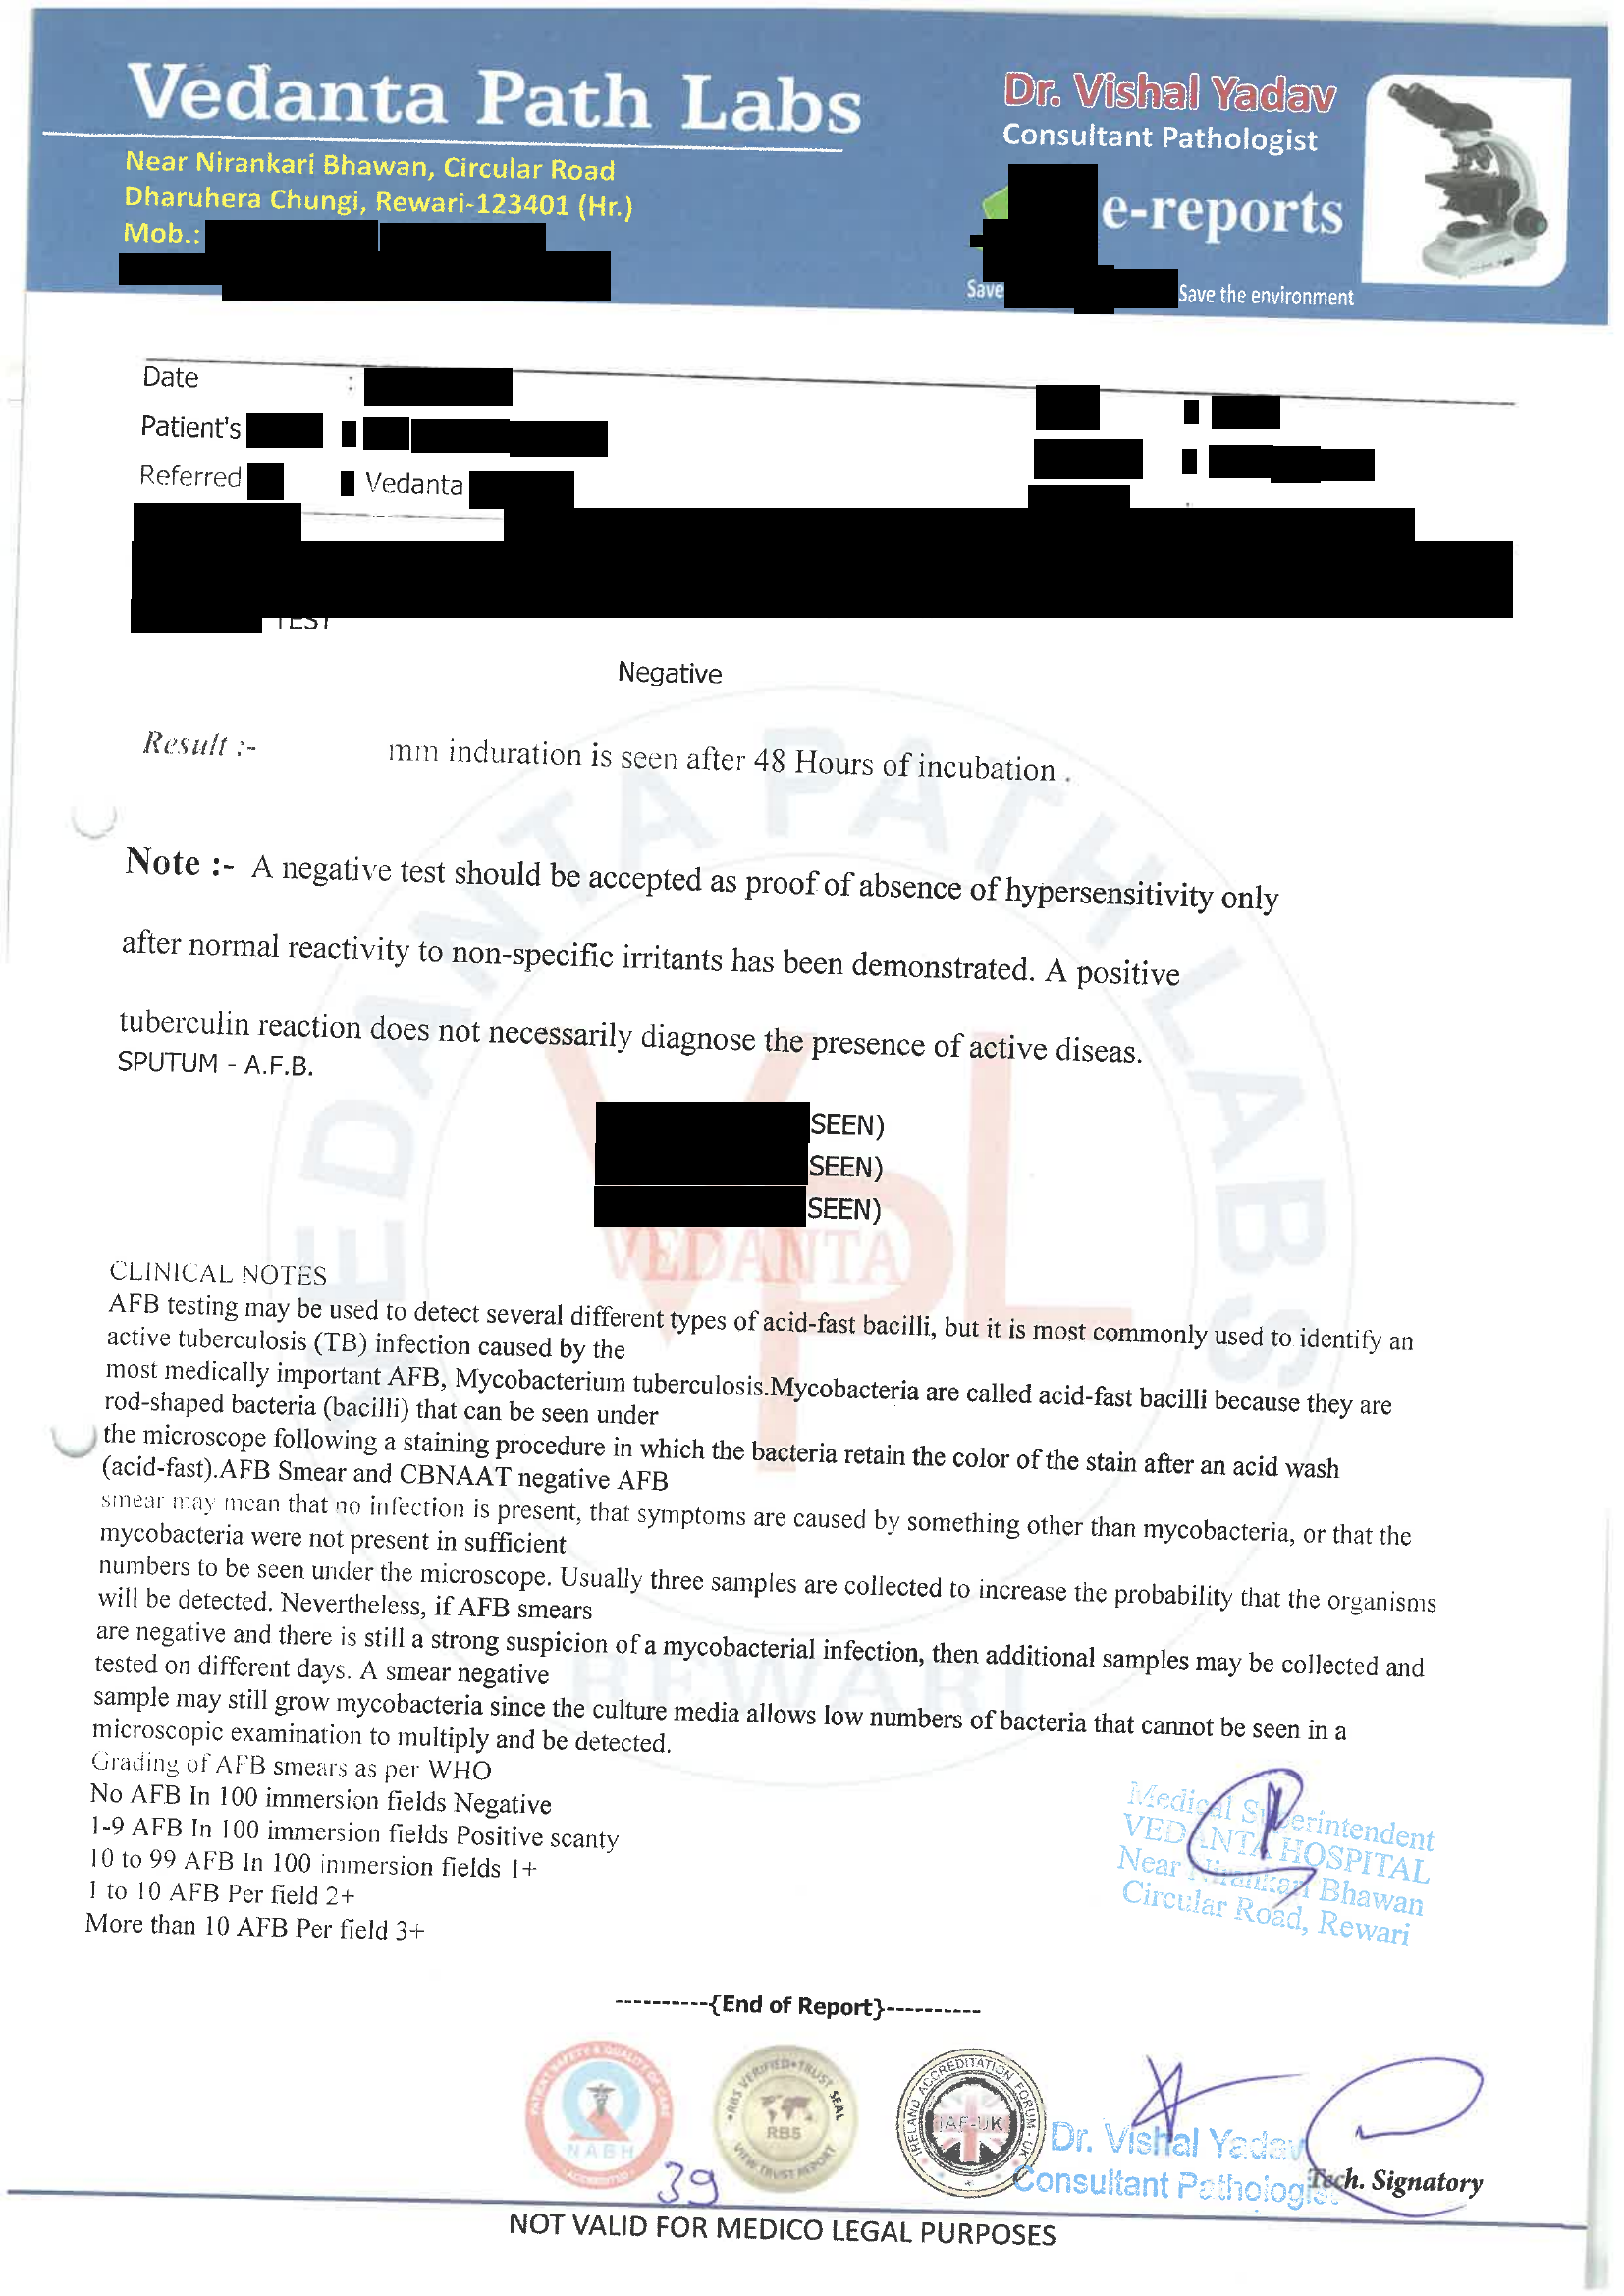 Vedanta Path Labs
Near Nirankari Bhawan, Circular Road
Dharuhera Chungi, Rewari-123401 (Hr.)
Mob.:
Dr. Vishal Yadav
Consultant Pathologist
e-reports
Save
Save the environment
Date :
Patient's
Referred Vedanta
TEST
Negative
Result :- mm induration is seen after 48 Hours of incubation .
Note :- A negative test should be accepted as proof of absence of hypersensitivity only
after normal reactivity to non-specific irritants has been demonstrated. A positive
tuberculin reaction does not necessarily diagnose the presence of active diseas.
SPUTUM - A.F.B.
SEEN)
SEEN)
SEEN)
CLINICAL NOTES
AFB testing may be used to detect several different types of acid-fast bacilli, but it is most commonly used to identify an
active tuberculosis (TB) infection caused by the
most medically important AFB, Mycobacterium tuberculosis.Mycobacteria are called acid-fast bacilli because they are
rod-shaped bacteria (bacilli) that can be seen under
the microscope following a staining procedure in which the bacteria retain the color of the stain after an acid wash
(acid-fast).AFB Smear and CBNAAT negative AFB
smear may mean that no infection is present, that symptoms are caused by something other than mycobacteria, or that the
mycobacteria were not present in sufficient
numbers to be seen under the microscope. Usually three samples are collected to increase the probability that the organisms
will be detected. Nevertheless, if AFB smears
are negative and there is still a strong suspicion of a mycobacterial infection, then additional samples may be collected and
tested on different days. A smear negative
sample may still grow mycobacteria since the culture media allows low numbers of bacteria that cannot be seen in a
microscopic examination to multiply and be detected.
Grading of AFB smears as per WHO
No AFB In 100 immersion fields Negative
1-9 AFB In 100 immersion fields Positive scanty
10 to 99 AFB In 100 immersion fields 1+
1 to 10 AFB Per field 2+
More than 10 AFB Per field 3+
Medical Superintendent
VEDANTA HOSPITAL
Near Nirankari Bhawan
Circular Road, Rewari
----------{End of Report}----------
NABH
RBS VERIFIED TRUST SEAL
RBS
VIEW TRUST REPORT
IRELAND ACCREDITATION FORUM - UK
IAF-UK
Dr. Vishal Yadav
Consultant Pathologist
Tech. Signatory
39
NOT VALID FOR MEDICO LEGAL PURPOSES
VEDANTA PATH LABS
VPL
VEDANTA
REWARI